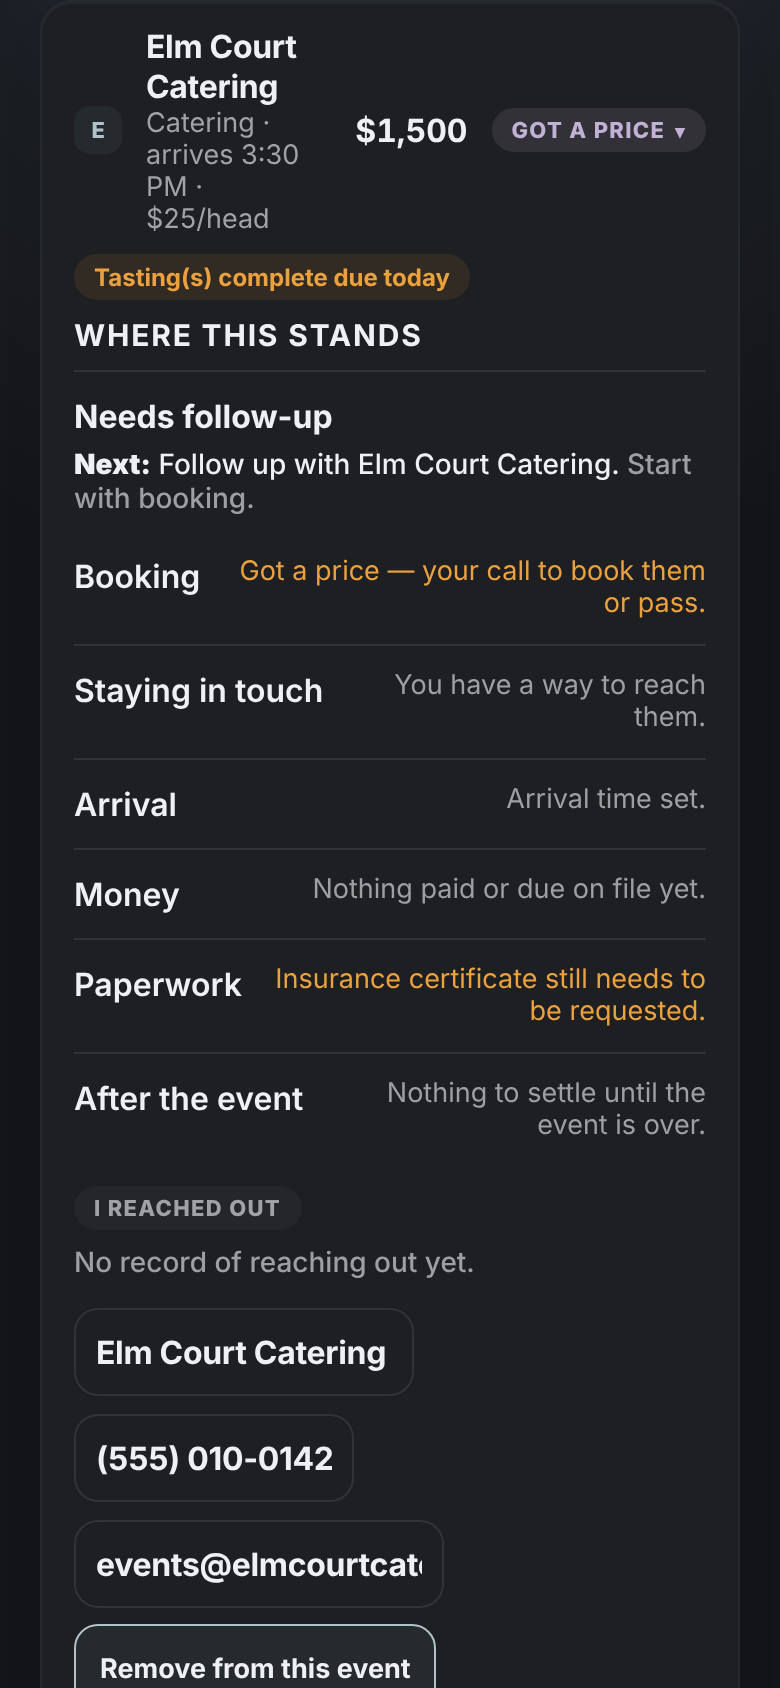 Elm Court
Catering
E
Catering ·
arrives 3:30
PM ·
$25/head
$1,500
GOT A PRICE ▾
Tasting(s) complete due today
WHERE THIS STANDS
Needs follow-up
Next: Follow up with Elm Court Catering. Start
with booking.
Booking
Got a price — your call to book them
or pass.
Staying in touch
You have a way to reach
them.
Arrival
Arrival time set.
Money
Nothing paid or due on file yet.
Paperwork
Insurance certificate still needs to
be requested.
After the event
Nothing to settle until the
event is over.
I REACHED OUT
No record of reaching out yet.
Elm Court Catering
(555) 010-0142
events@elmcourtcat
Remove from this event